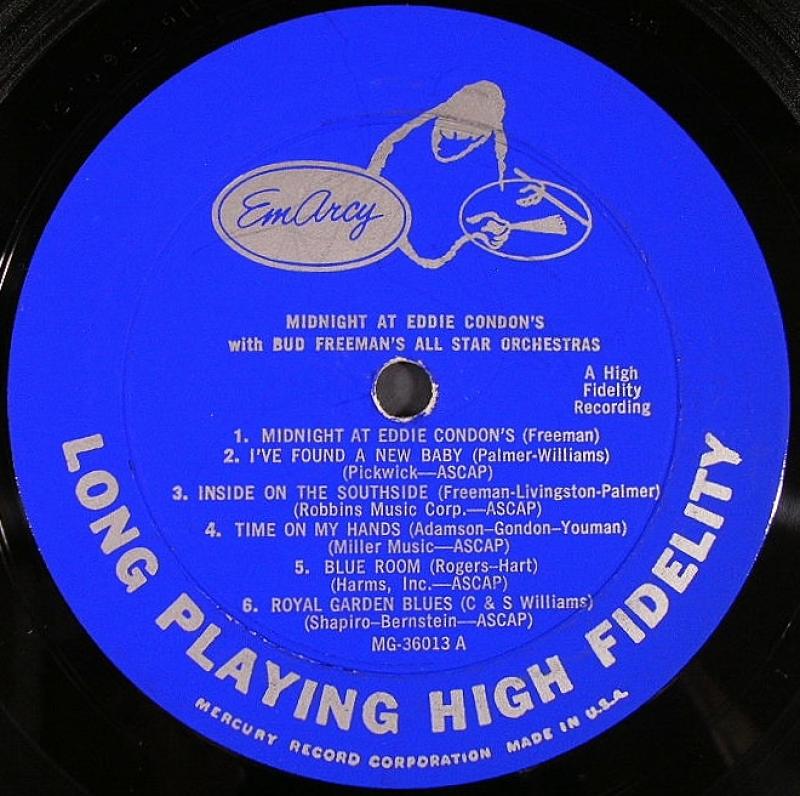 EmArcy
MIDNIGHT AT EDDIE CONDON'S
with BUD FREEMAN'S ALL STAR ORCHESTRAS
A High
Fidelity
Recording
1. MIDNIGHT AT EDDIE CONDON'S (Freeman)
2. I'VE FOUND A NEW BABY (Palmer-Williams)
(Pickwick—ASCAP)
3. INSIDE ON THE SOUTHSIDE (Freeman-Livingston-Palmer)
(Robbins Music Corp.—ASCAP)
4. TIME ON MY HANDS (Adamson-Gondon-Youman)
(Miller Music—ASCAP)
5. BLUE ROOM (Rogers-Hart)
(Harms, Inc.—ASCAP)
6. ROYAL GARDEN BLUES (C & S Williams)
(Shapiro-Bernstein—ASCAP)
MG-36013 A
LONG PLAYING HIGH FIDELITY
MERCURY RECORD CORPORATION MADE IN U.S.A.